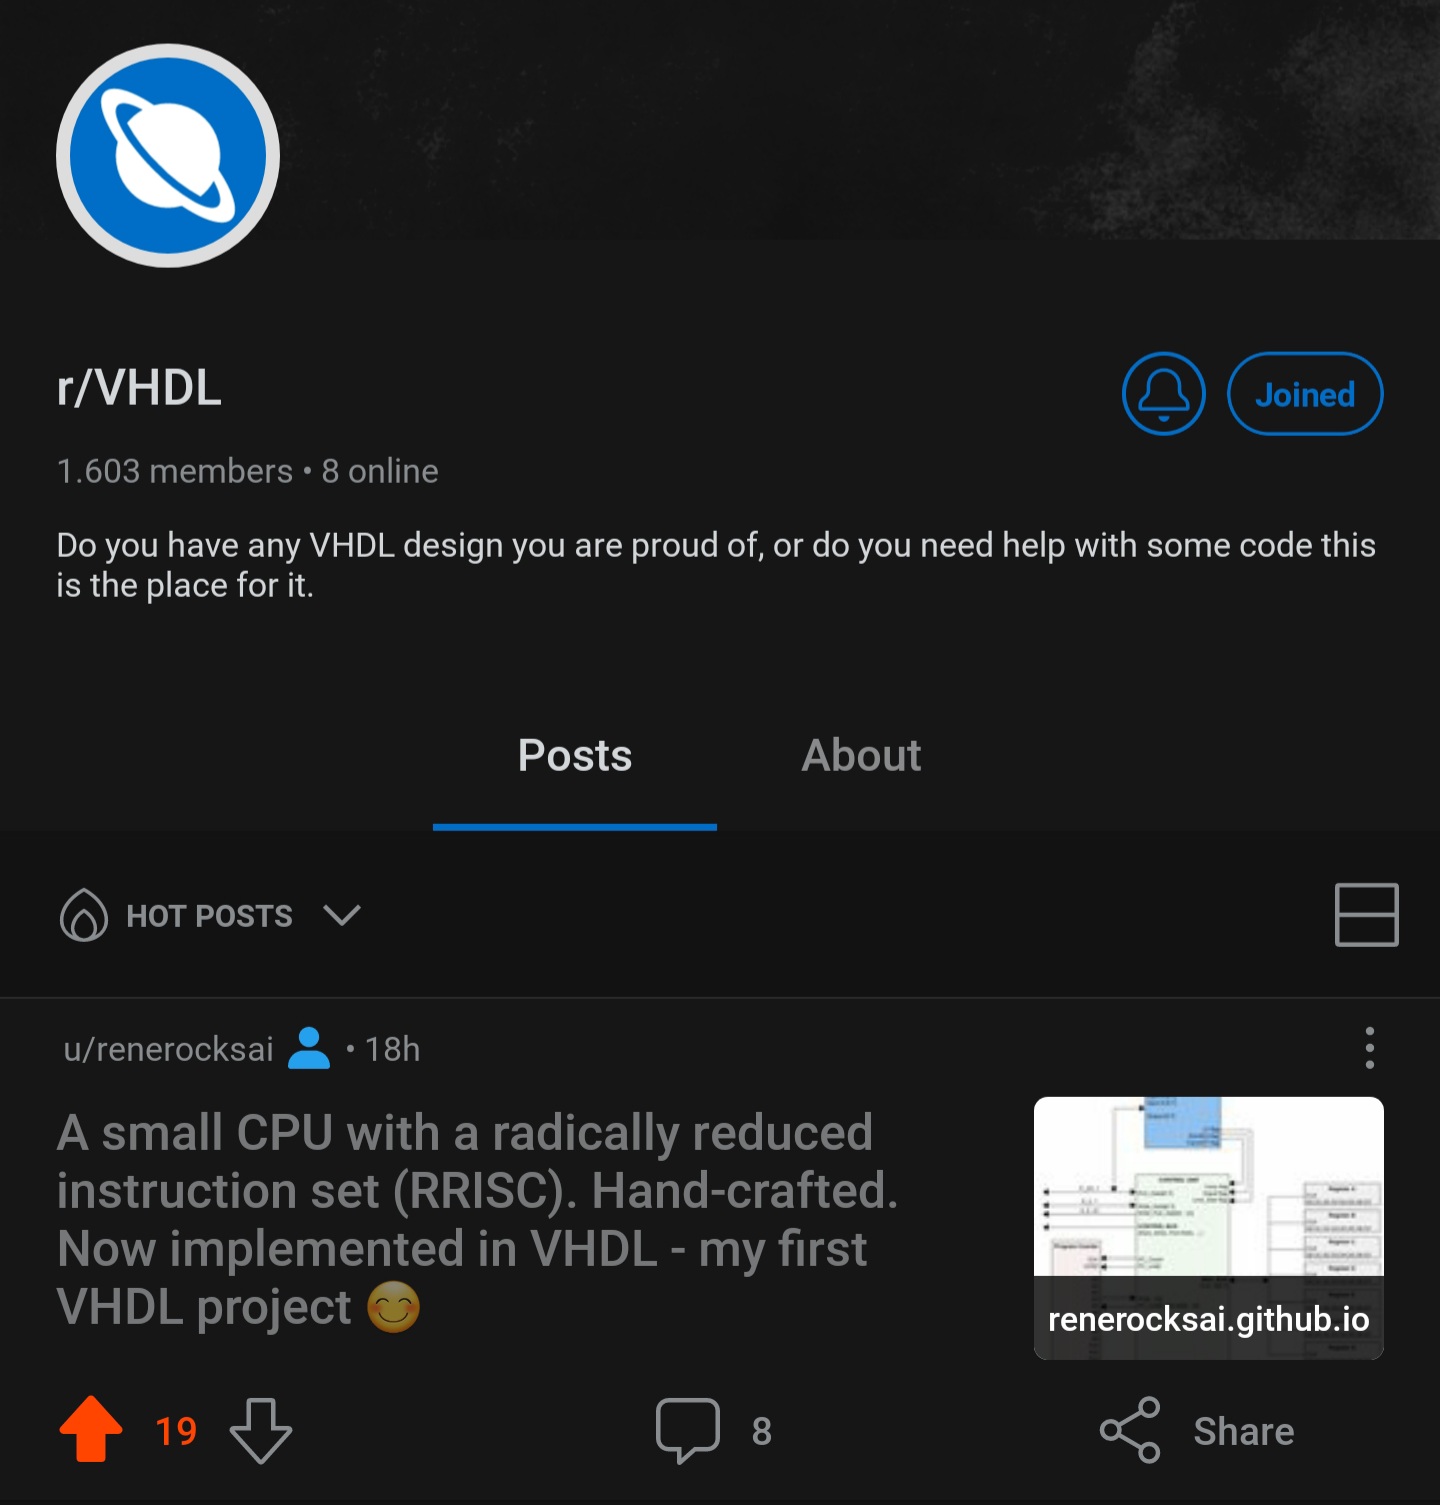 r/VHDL
Joined
1.603 members • 8 online
Do you have any VHDL design you are proud of, or do you need help with some code this
is the place for it.
Posts
About
HOT POSTS
u/renerocksai • 18h
A small CPU with a radically reduced
instruction set (RRISC). Hand-crafted.
Now implemented in VHDL - my first
VHDL project 😊
renerocksai.github.io
19
8
Share